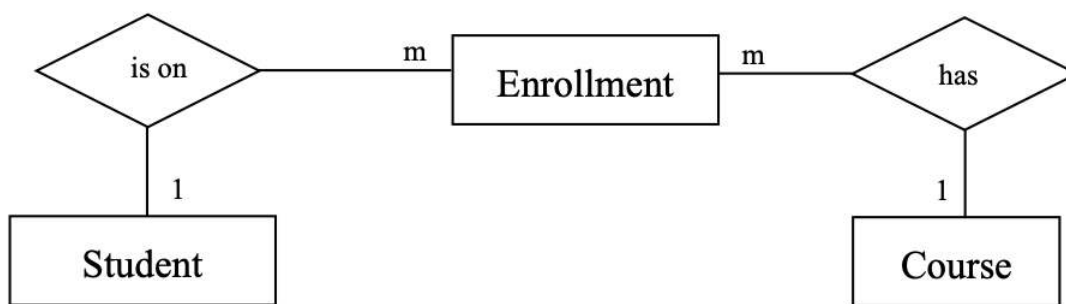 is on
m
Enrollment
m
has
1
1
Student
Course